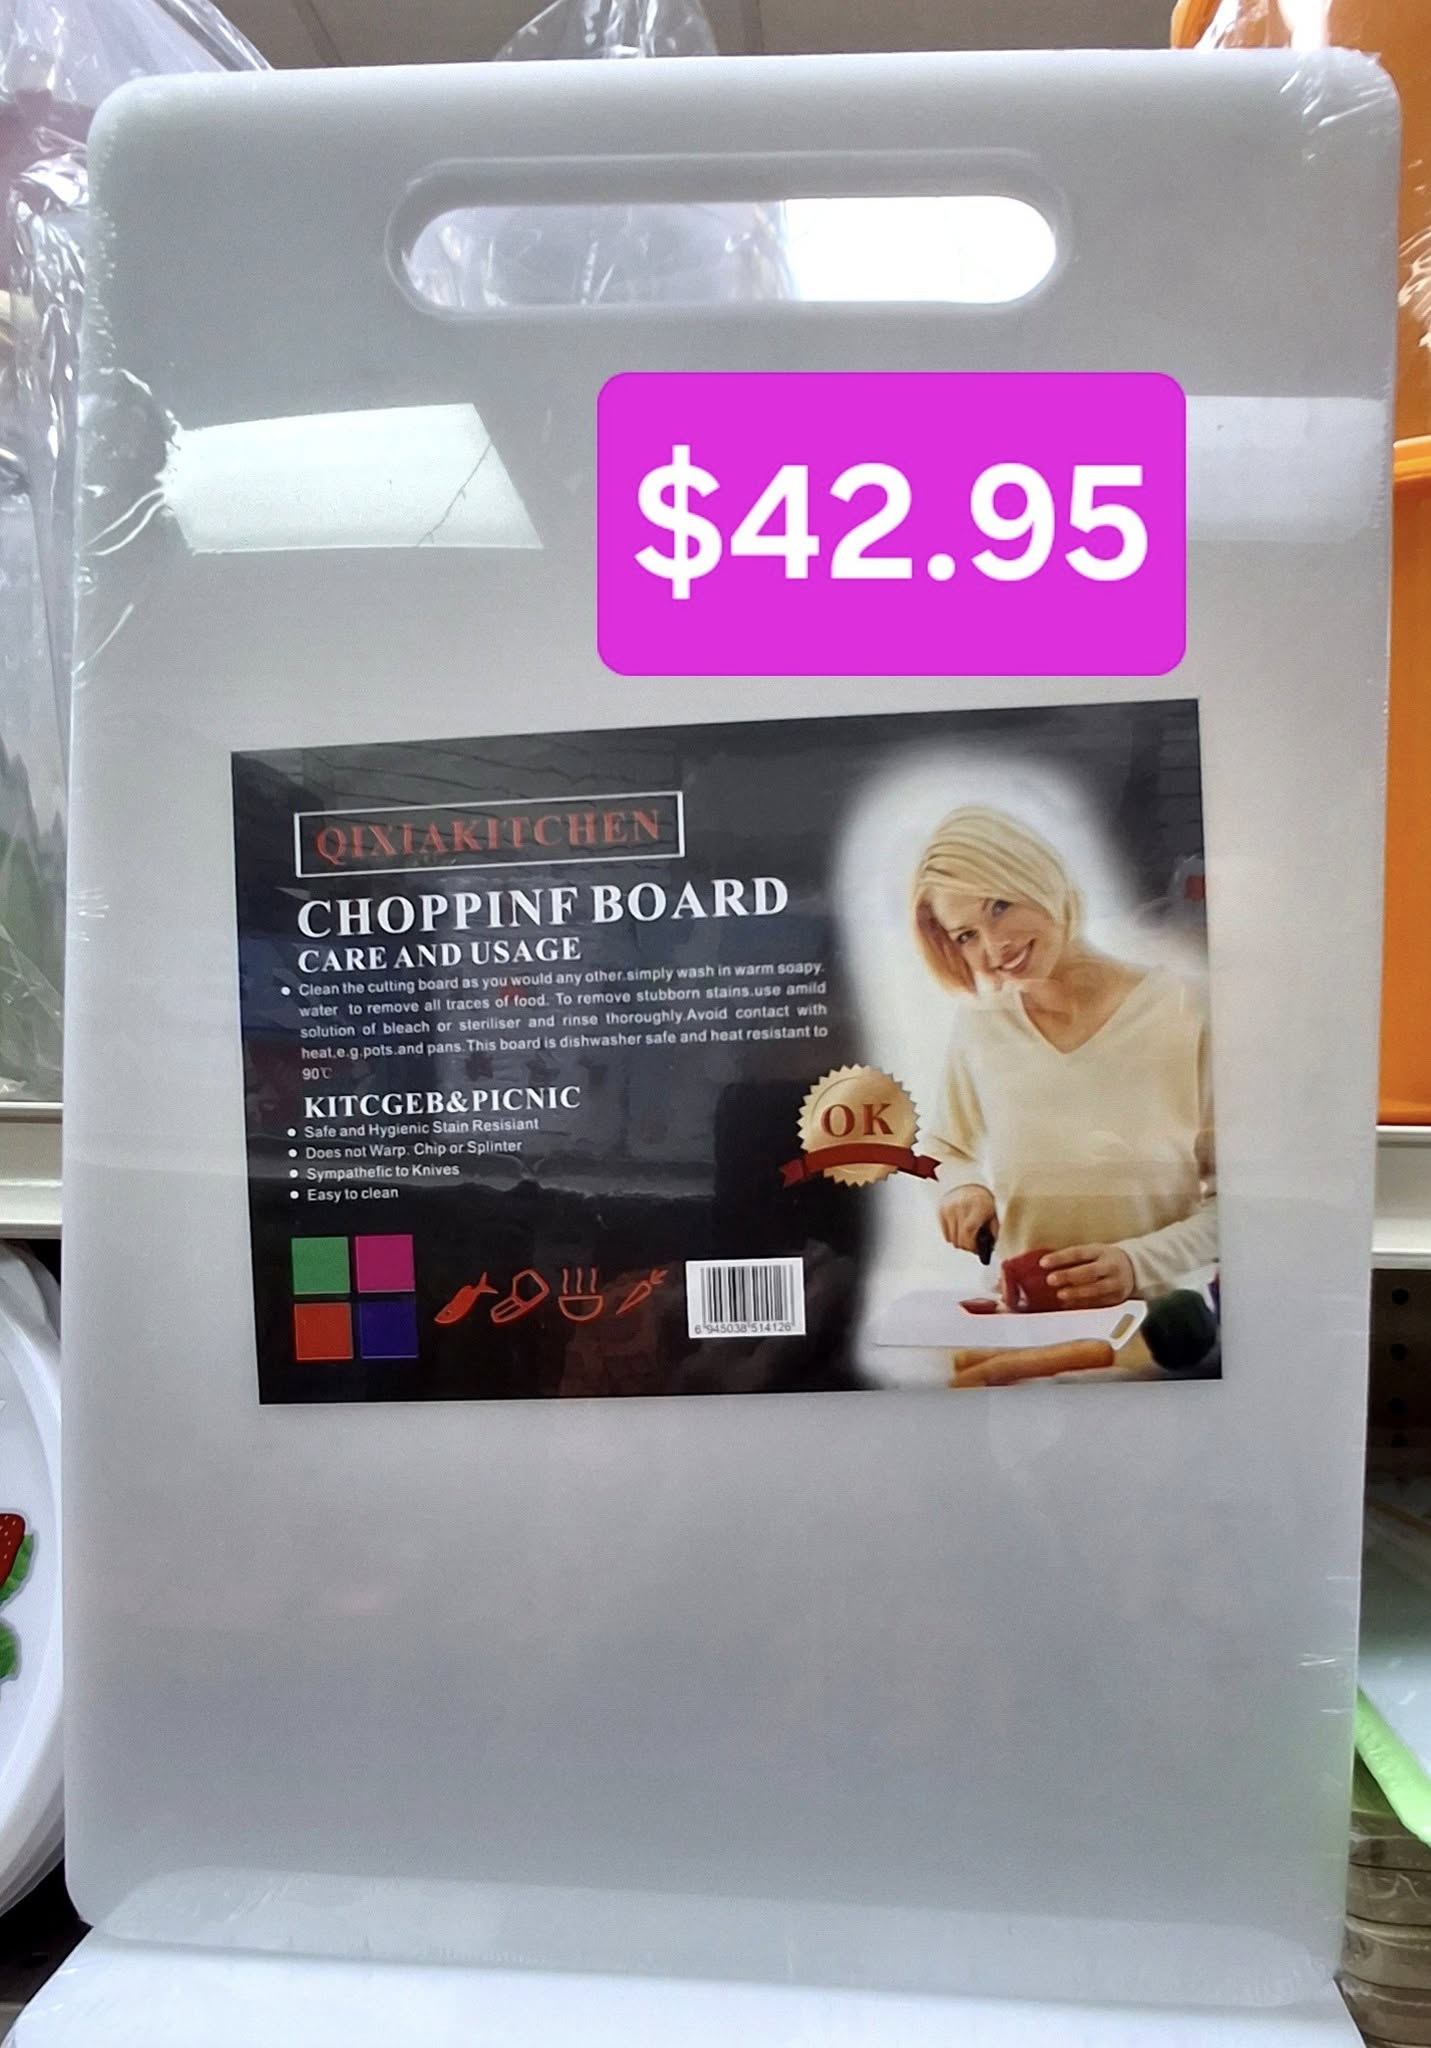 $42.95
QIXIAKITCHEN
CHOPPINF BOARD
CARE AND USAGE
Clean the cutting board as you would any other.simply wash in warm soapy.
water to remove all traces of food. To remove stubborn stains.use amild
solution of bleach or steriliser and rinse thoroughly.Avoid contact with
heat,e.g.pots.and pans.This board is dishwasher safe and heat resistant to
90℃
KITCGEB&PICNIC
Safe and Hygienic Stain Resisiant
Does not Warp. Chip or Splinter
Sympathefic to Knives
Easy to clean
OK
6 945038 514126